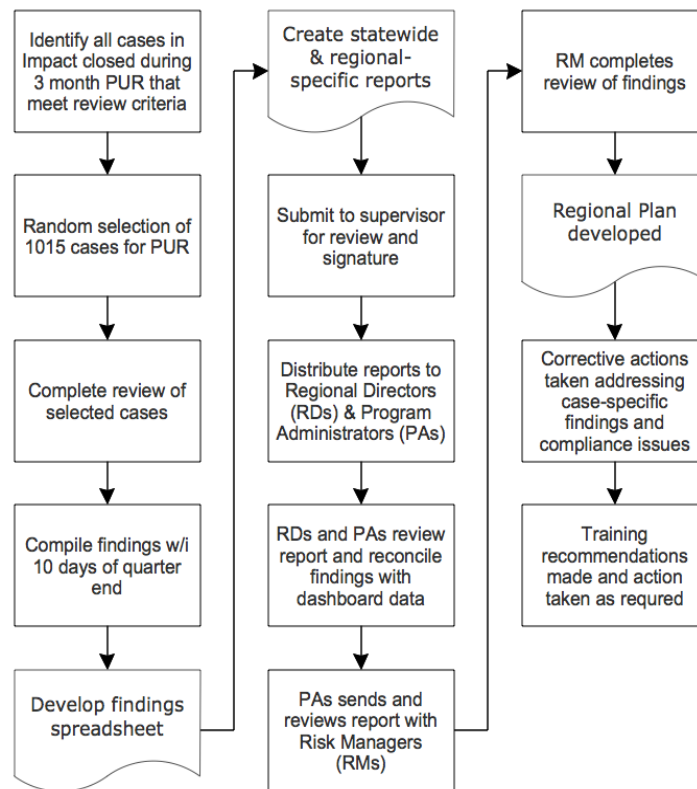 Identify all cases in
Impact closed during
3 month PUR that
meet review criteria
Random selection of
1015 cases for PUR
Complete review of
selected cases
Compile findings w/i
10 days of quarter
end
Develop findings
spreadsheet
Create statewide
& regional-
specific reports
Submit to supervisor
for review and
signature
Distribute reports to
Regional Directors
(RDs) & Program
Administrators (PAs)
RDs and PAs review
report and reconcile
findings with
dashboard data
PAs sends and
reviews report with
Risk Managers
(RMs)
RM completes
review of findings
Regional Plan
developed
Corrective actions
taken addressing
case-specific
findings and
compliance issues
Training
recommendations
made and action
taken as requred